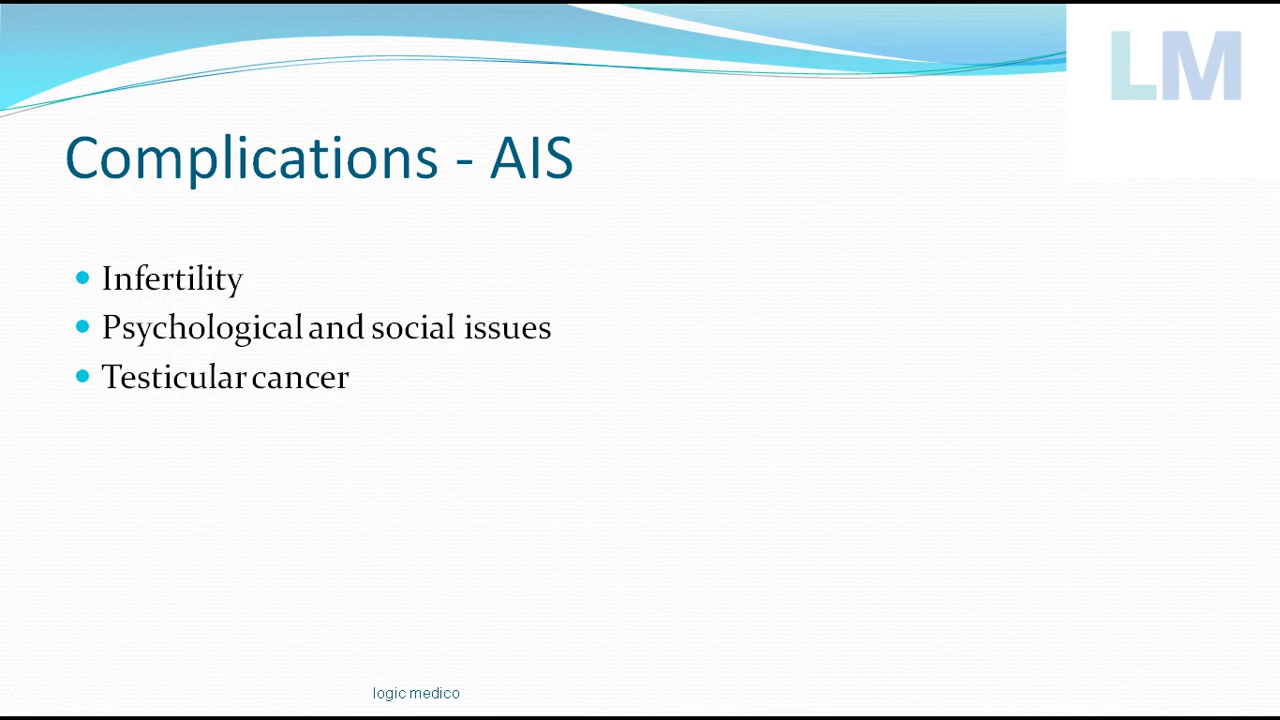 LM
Complications - AIS
Infertility
Psychological and social issues
Testicular cancer
logic medico